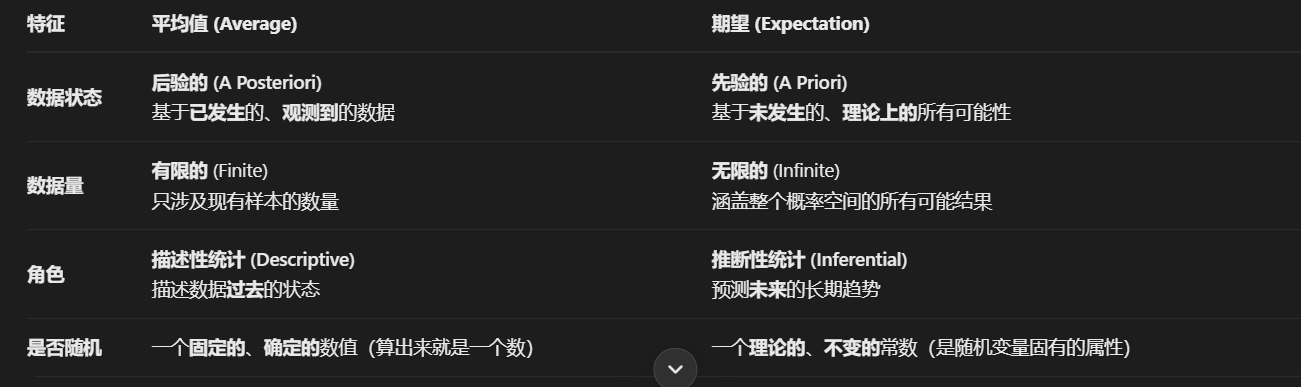 特征 平均值 (Average) 期望 (Expectation)
数据状态 后验的 (A Posteriori) 先验的 (A Priori)
基于已发生的、观测到的数据 基于未发生的、理论上的所有可能性
数据量 有限的 (Finite) 无限的 (Infinite)
只涉及现有样本的数量 涵盖整个概率空间的所有可能结果
角色 描述性统计 (Descriptive) 推断性统计 (Inferential)
描述数据过去的状态 预测未来的长期趋势
是否随机 一个固定的、确定的数值（算出来就是一个数） 一个理论的、不变的常数（是随机变量固有的属性）